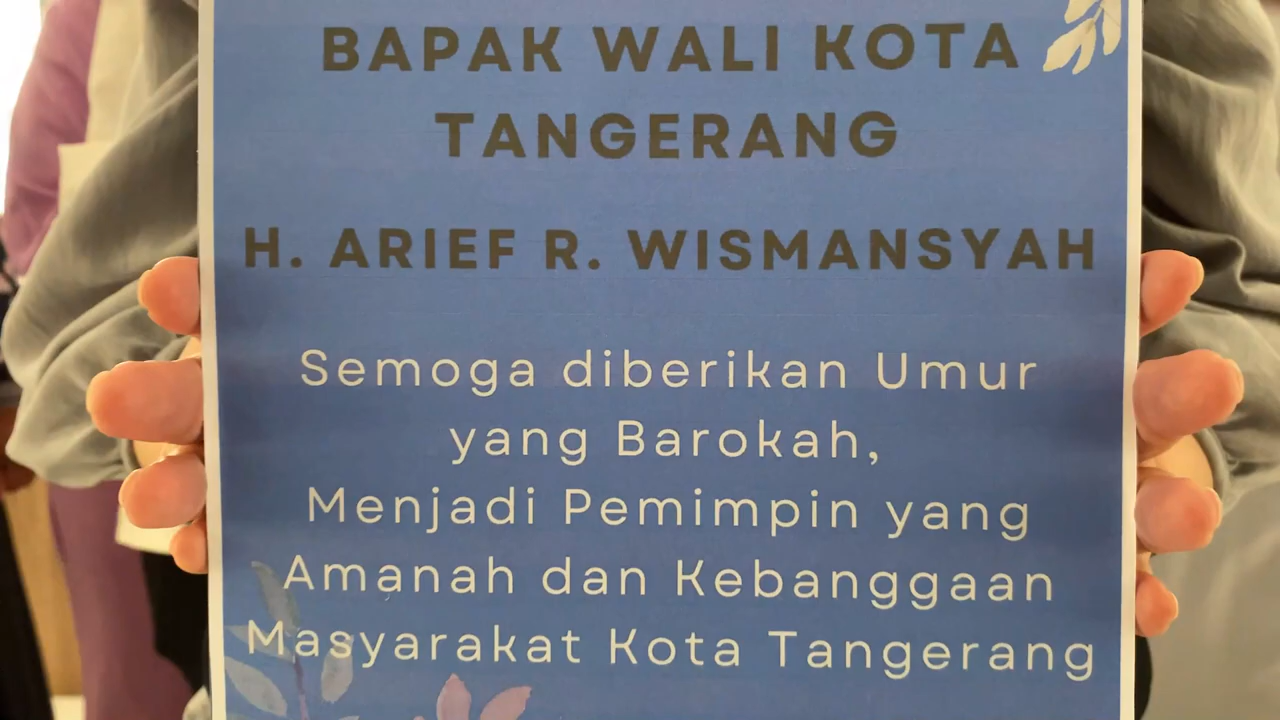 BAPAK WALI KOTA
TANGERANG
H. ARIEF R. WISMANSYAH
Semoga diberikan Umur
yang Barokah,
Menjadi Pemimpin yang
Amanah dan Kebanggaan
Masyarakat Kota Tangerang